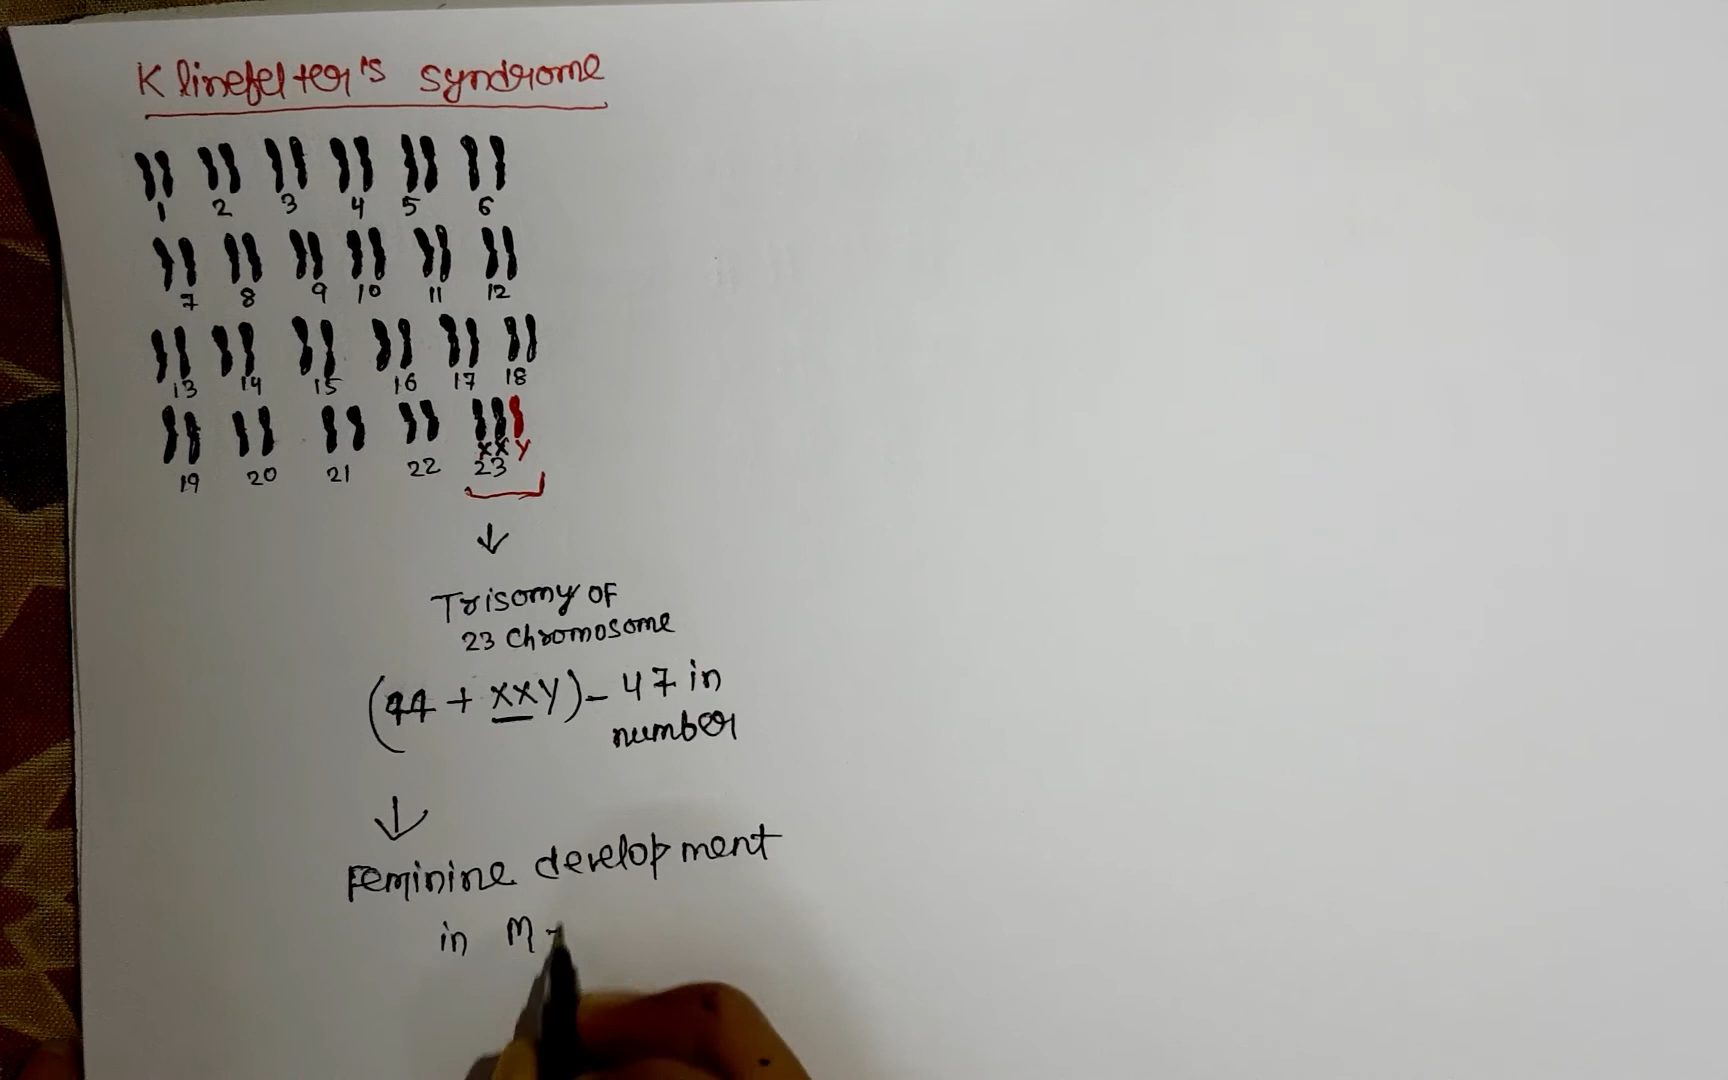 Klinefelter's syndrome
1 2 3 4 5 6
7 8 9 10 11 12
13 14 15 16 17 18
XXY
19 20 21 22 23
Trisomy OF
23 Chromosome
(44 + XXY) - 47 in
number
Feminine development
in M